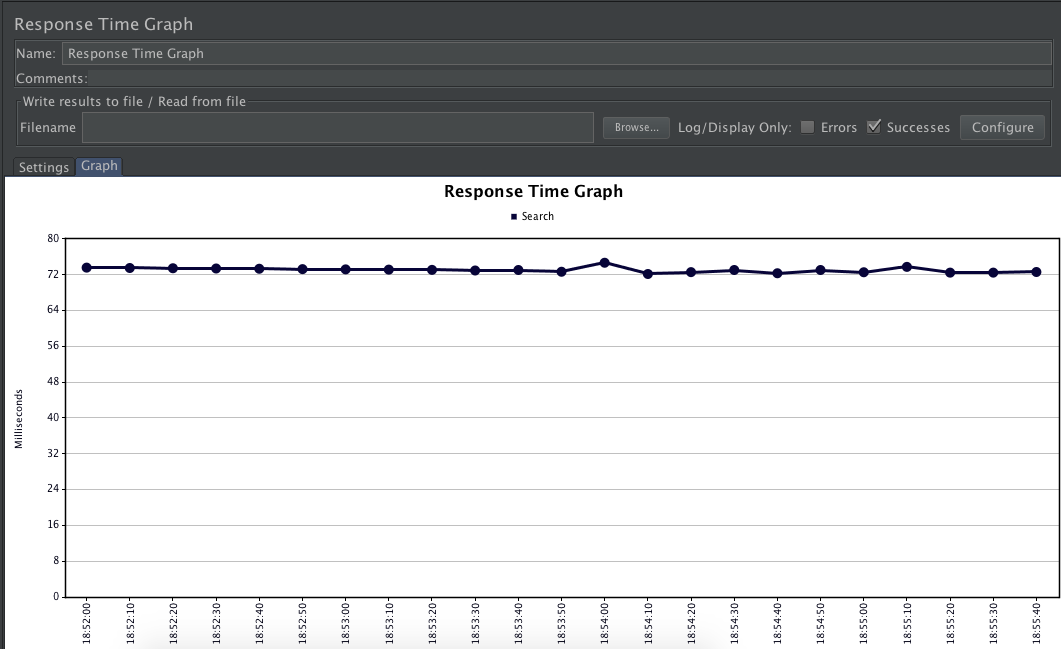 Response Time Graph
Name: Response Time Graph
Comments:
Write results to file / Read from file
Filename Browse... Log/Display Only: Errors Successes Configure
Settings Graph
Response Time Graph
Search
80
72
64
56
48
40
32
24
16
8
0
Milliseconds
18:52:00 18:52:10 18:52:20 18:52:30 18:52:40 18:52:50 18:53:00 18:53:10 18:53:20 18:53:30 18:53:40 18:53:50 18:54:00 18:54:10 18:54:20 18:54:30 18:54:40 18:54:50 18:55:00 18:55:10 18:55:20 18:55:30 18:55:40